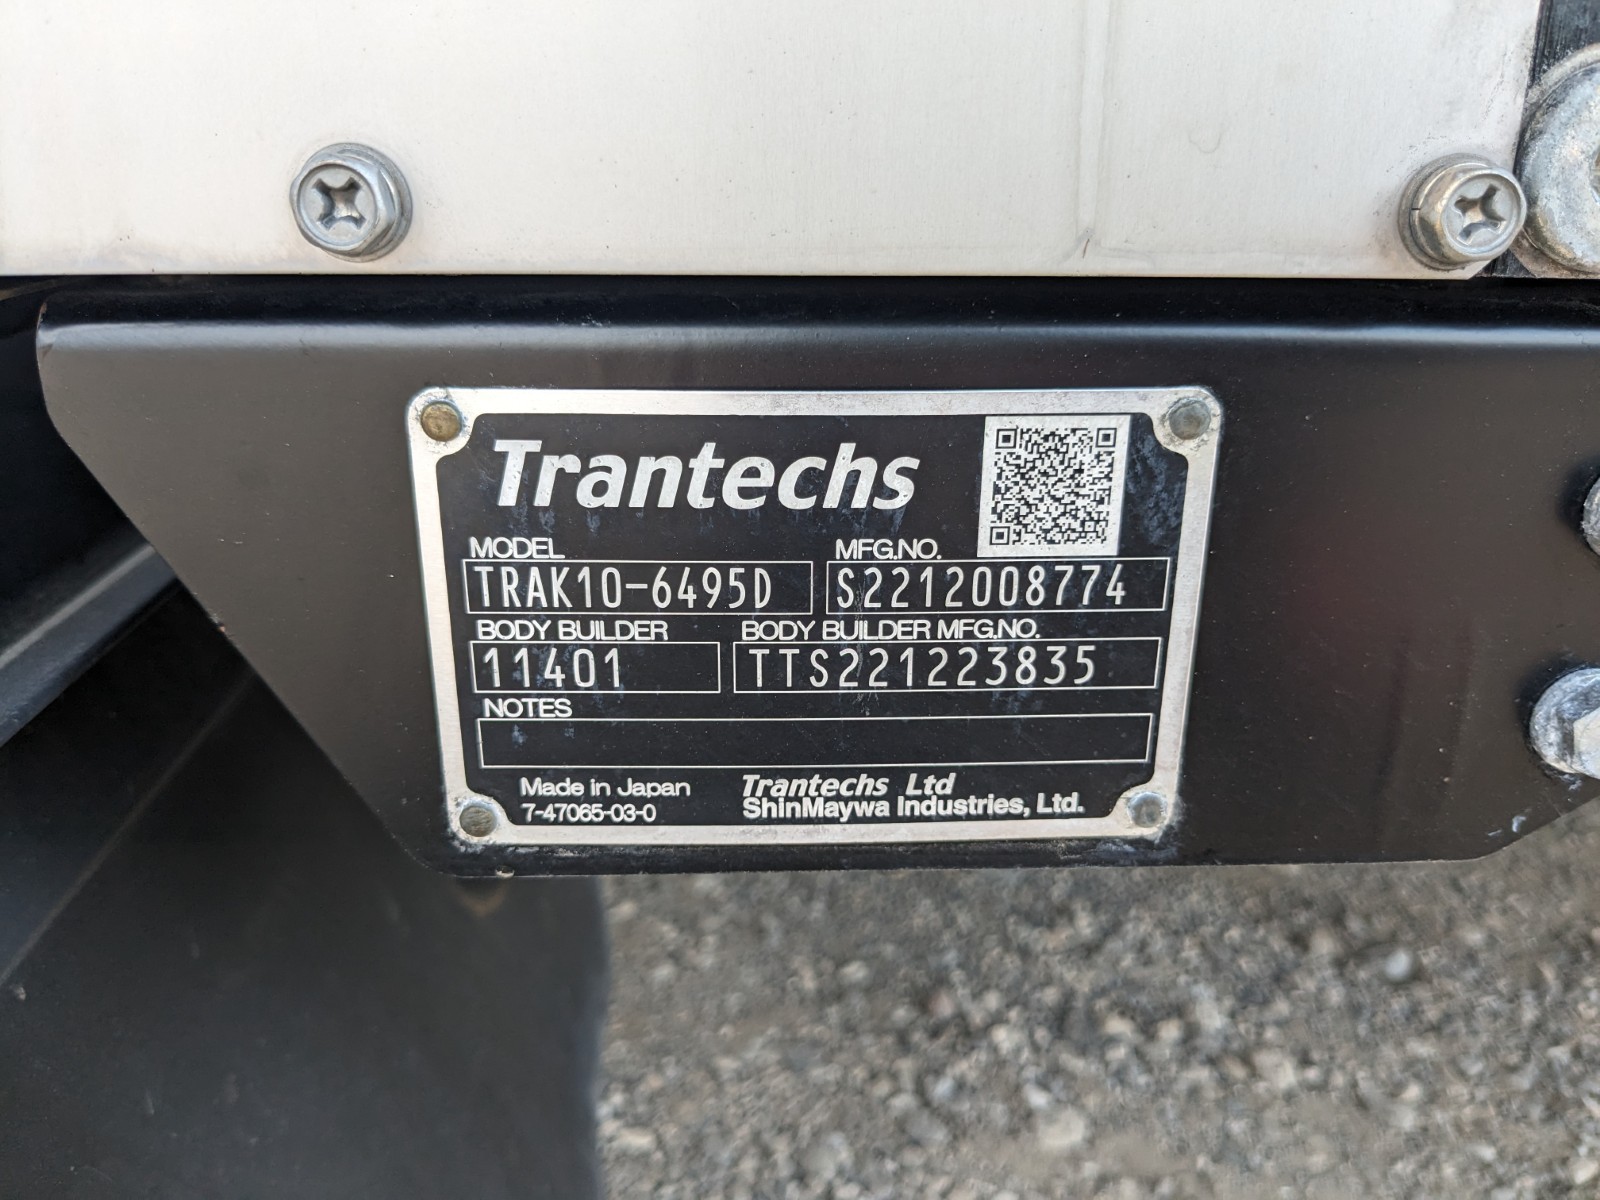 Trantechs
MODEL MFG.NO.
TRAK10-6495D S2212008774
BODY BUILDER BODY BUILDER MFG.NO.
11401 TTS221223835
NOTES
Made in Japan Trantechs Ltd
7-47065-03-0 ShinMaywa Industries, Ltd.